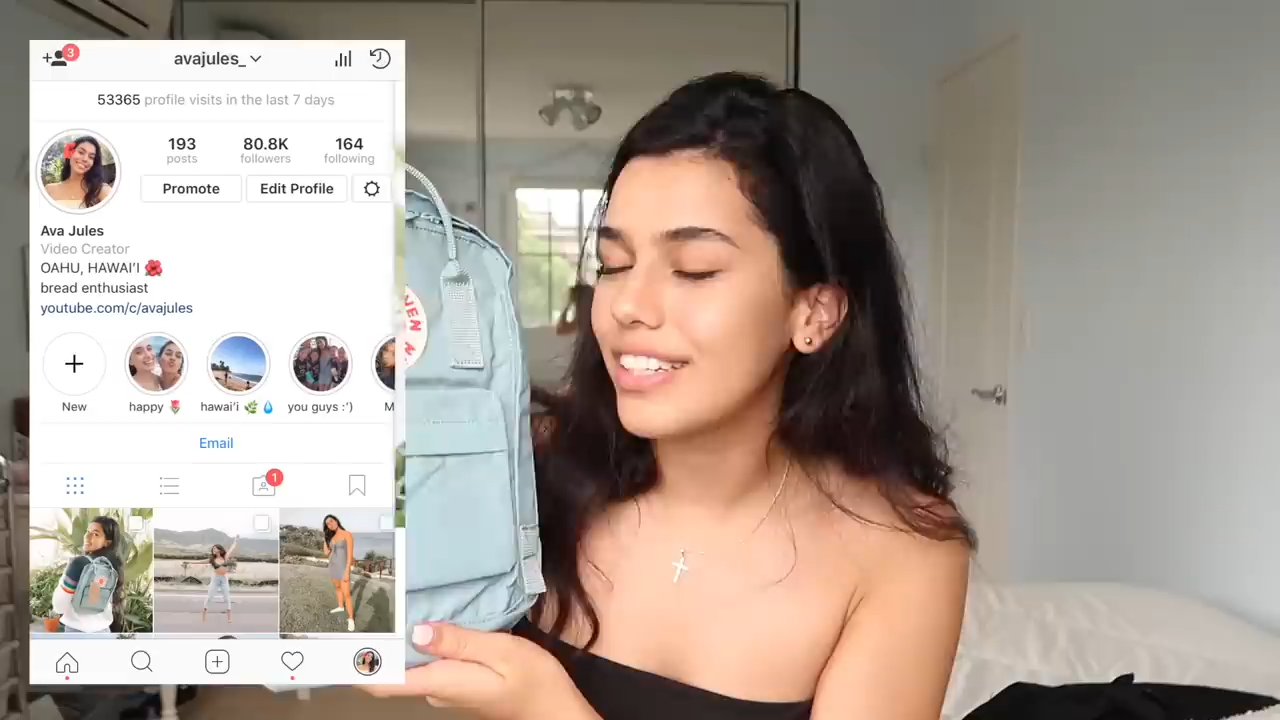 3
avajules_
53365 profile visits in the last 7 days
193
posts
80.8K
followers
164
following
Promote
Edit Profile
Ava Jules
Video Creator
OAHU, HAWAI'I 🌺
bread enthusiast
youtube.com/c/avajules
New
happy 🌷
hawai'i 🌿 💧
you guys :')
M
Email
1